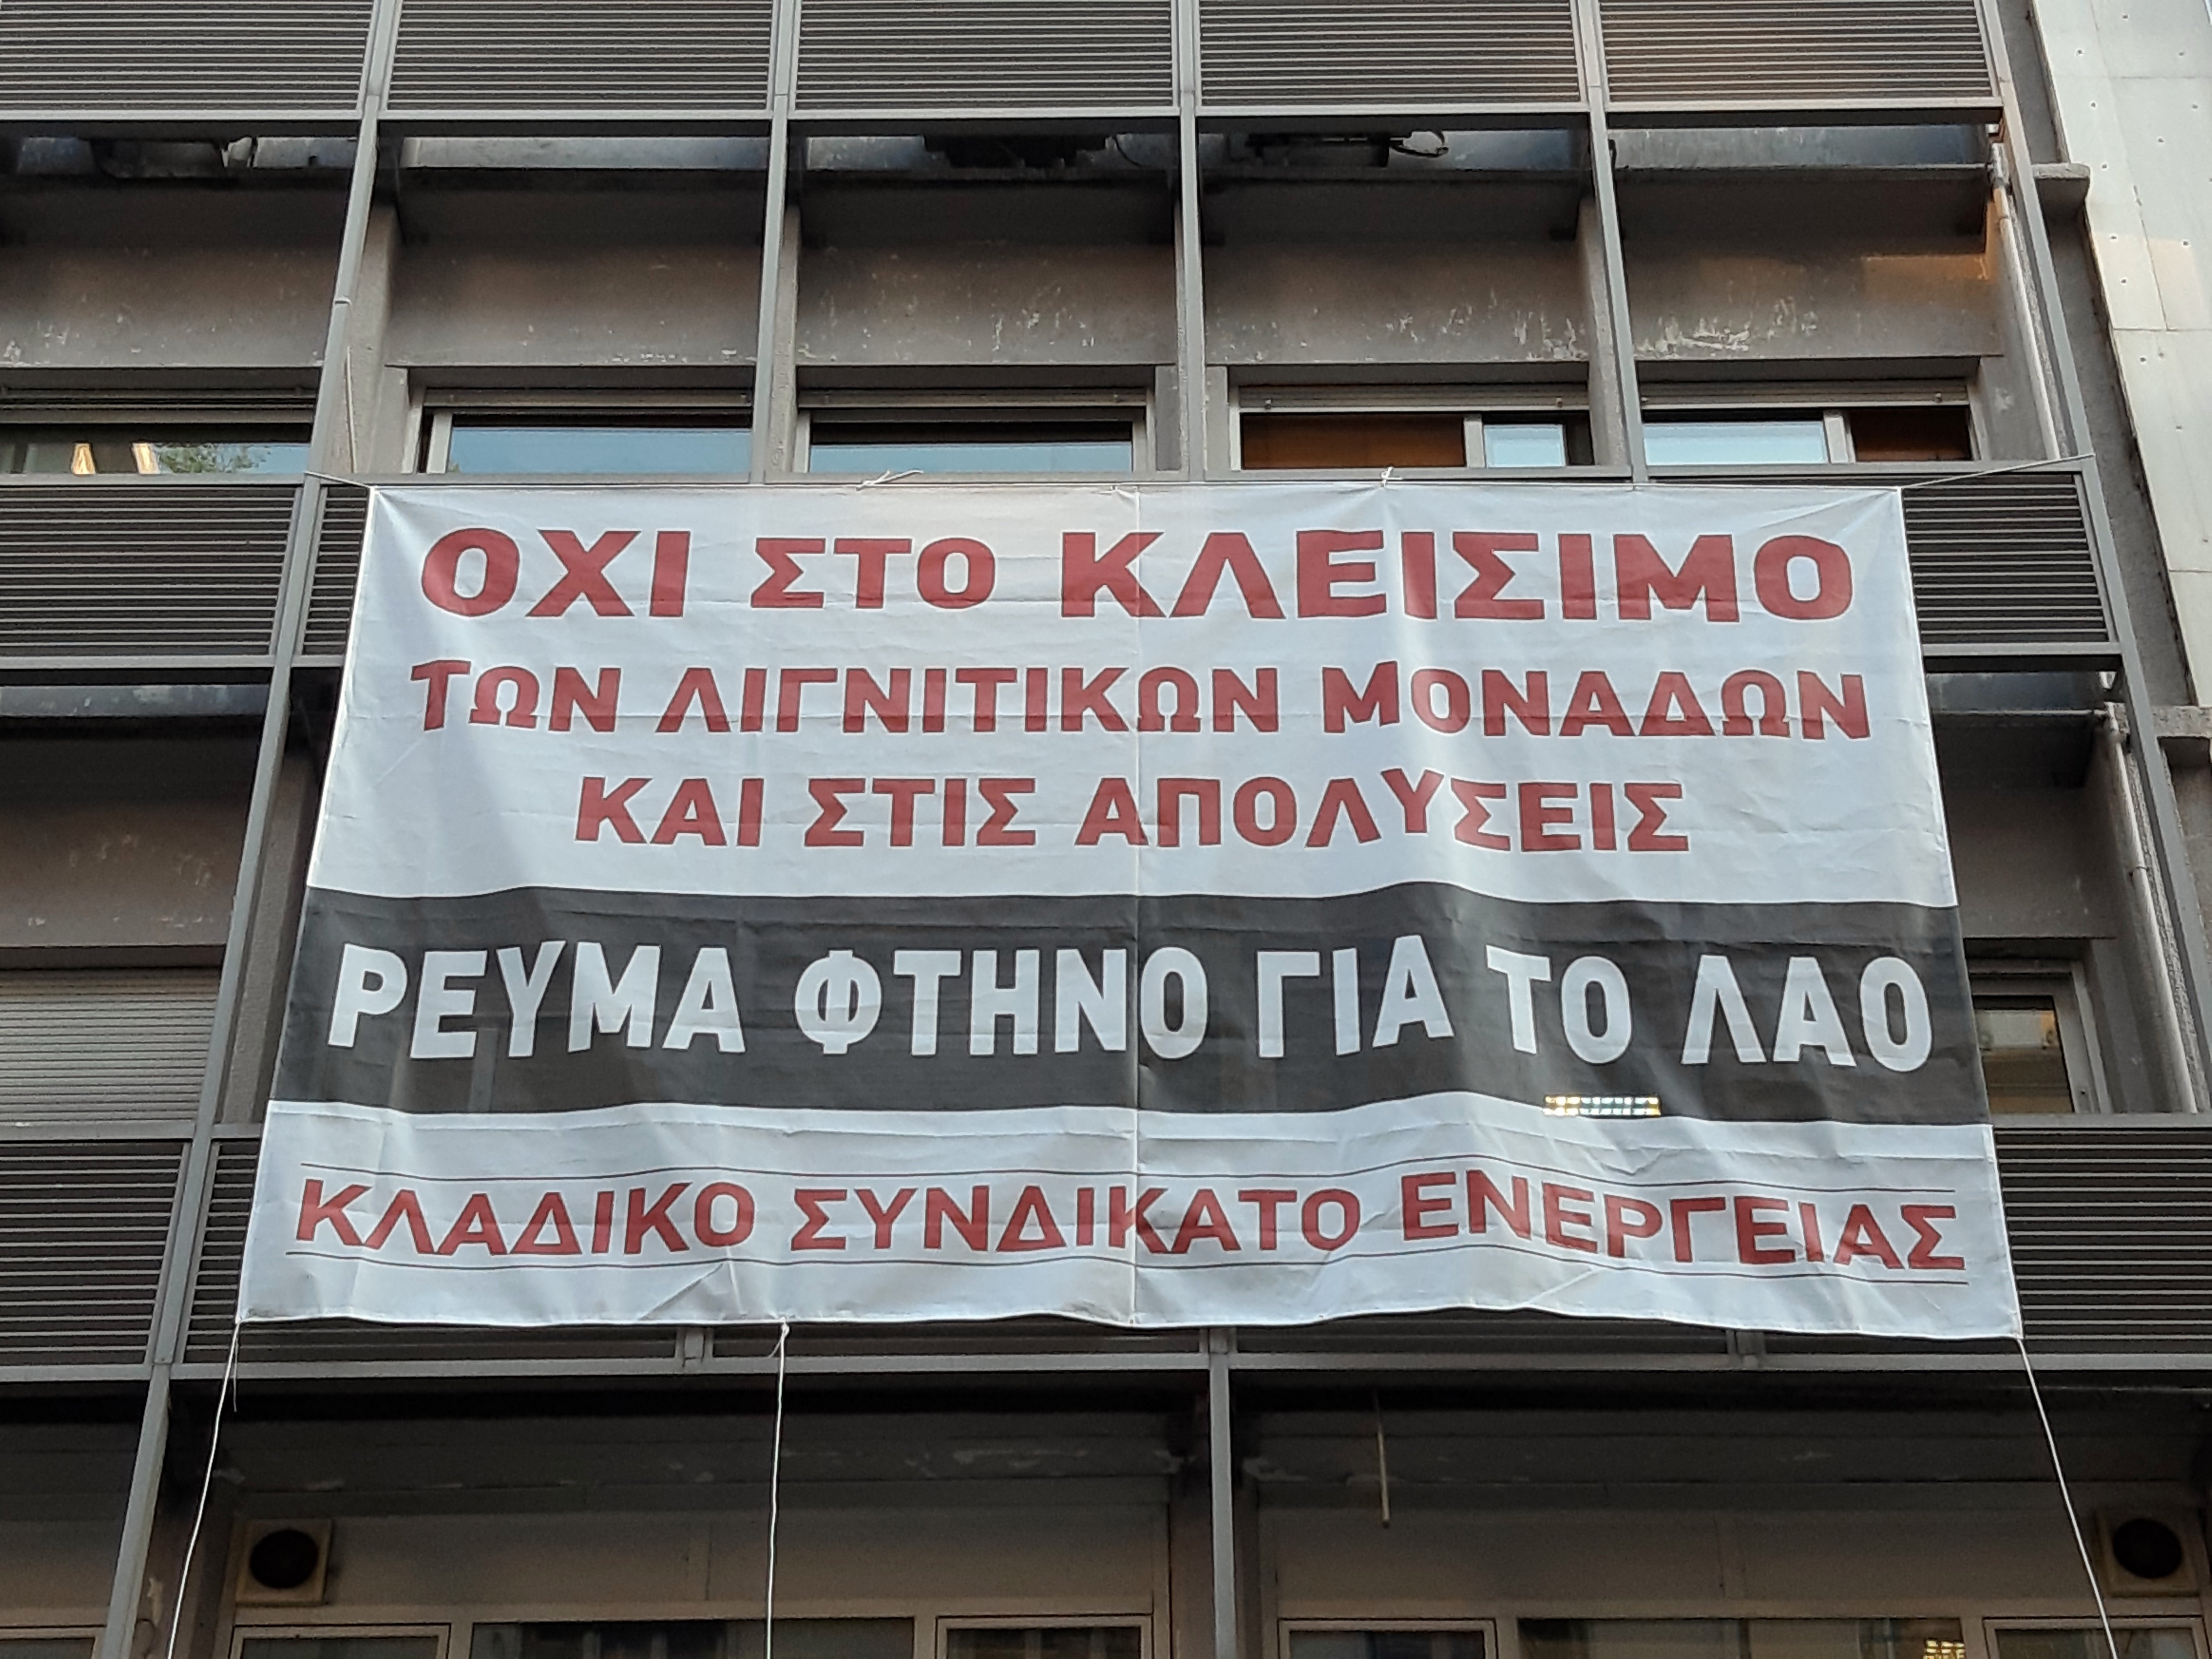 ΟΧΙ ΣΤΟ ΚΛΕΙΣΙΜΟ
ΤΩΝ ΛΙΓΝΙΤΙΚΩΝ ΜΟΝΑΔΩΝ
ΚΑΙ ΣΤΙΣ ΑΠΟΛΥΣΕΙΣ
ΡΕΥΜΑ ΦΤΗΝΟ ΓΙΑ ΤΟ ΛΑΟ
ΚΛΑΔΙΚΟ ΣΥΝΔΙΚΑΤΟ ΕΝΕΡΓΕΙΑΣ